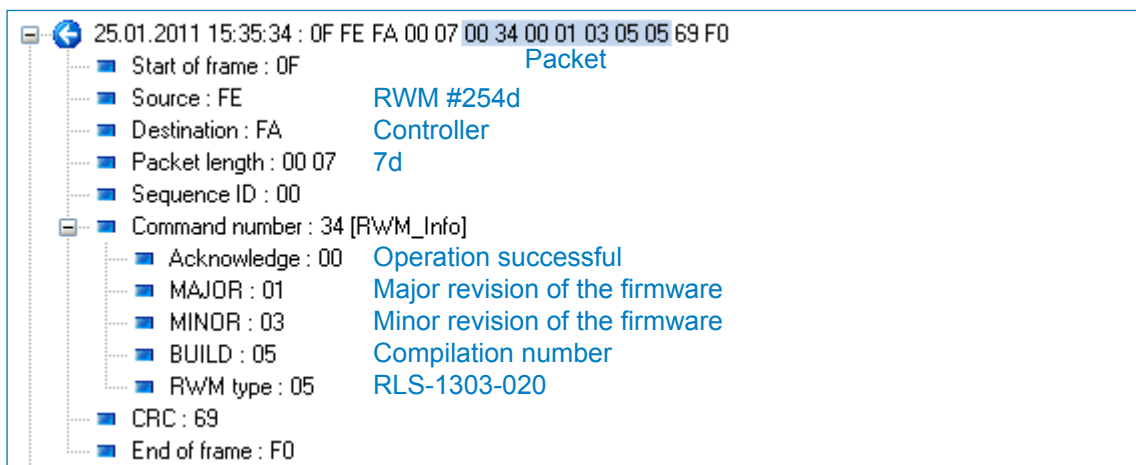 25.01.2011 15:35:34 : 0F FE FA 00 07 00 34 00 01 03 05 05 69 F0
Packet
Start of frame : 0F
Source : FE RWM #254d
Destination : FA Controller
Packet length : 00 07 7d
Sequence ID : 00
Command number : 34 [RWM_Info]
Acknowledge : 00 Operation successful
MAJOR : 01 Major revision of the firmware
MINOR : 03 Minor revision of the firmware
BUILD : 05 Compilation number
RWM type : 05 RLS-1303-020
CRC : 69
End of frame : F0